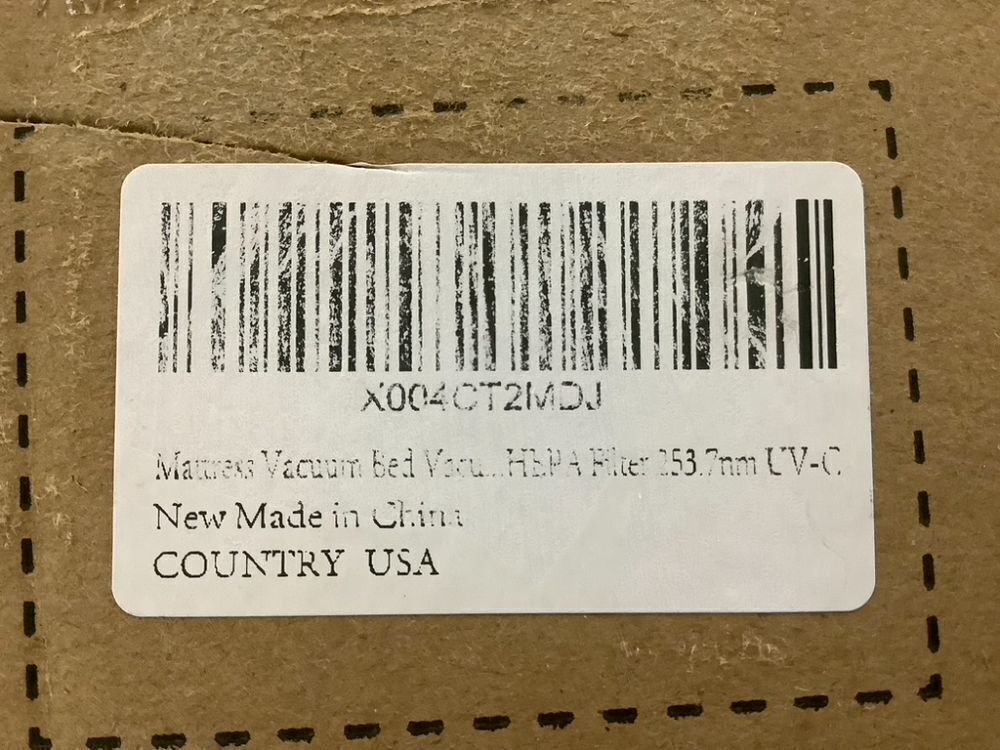 X004CT2MDJ
Mattress Vacuum Bed Vacu...HEPA Filter 253.7nm UV-C
New Made in China
COUNTRY USA